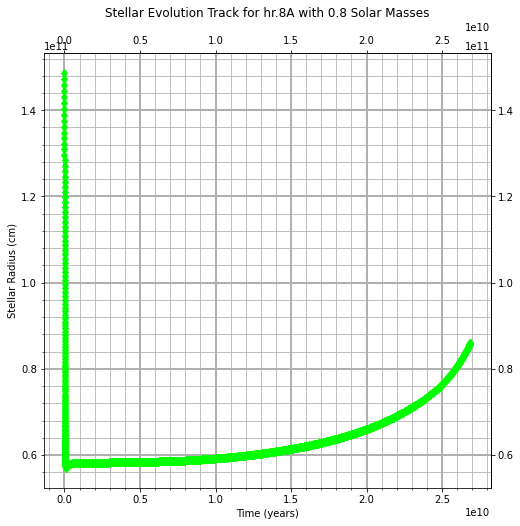 Stellar Evolution Track for hr.8A with 0.8 Solar Masses
1e10
0.0 0.5 1.0 1.5 2.0 2.5
1e11 1e11
1.4 1.4
1.2 1.2
1.0 1.0
0.8 0.8
0.6 0.6
Stellar Radius (cm)
0.0 0.5 1.0 1.5 2.0 2.5
Time (years) 1e10